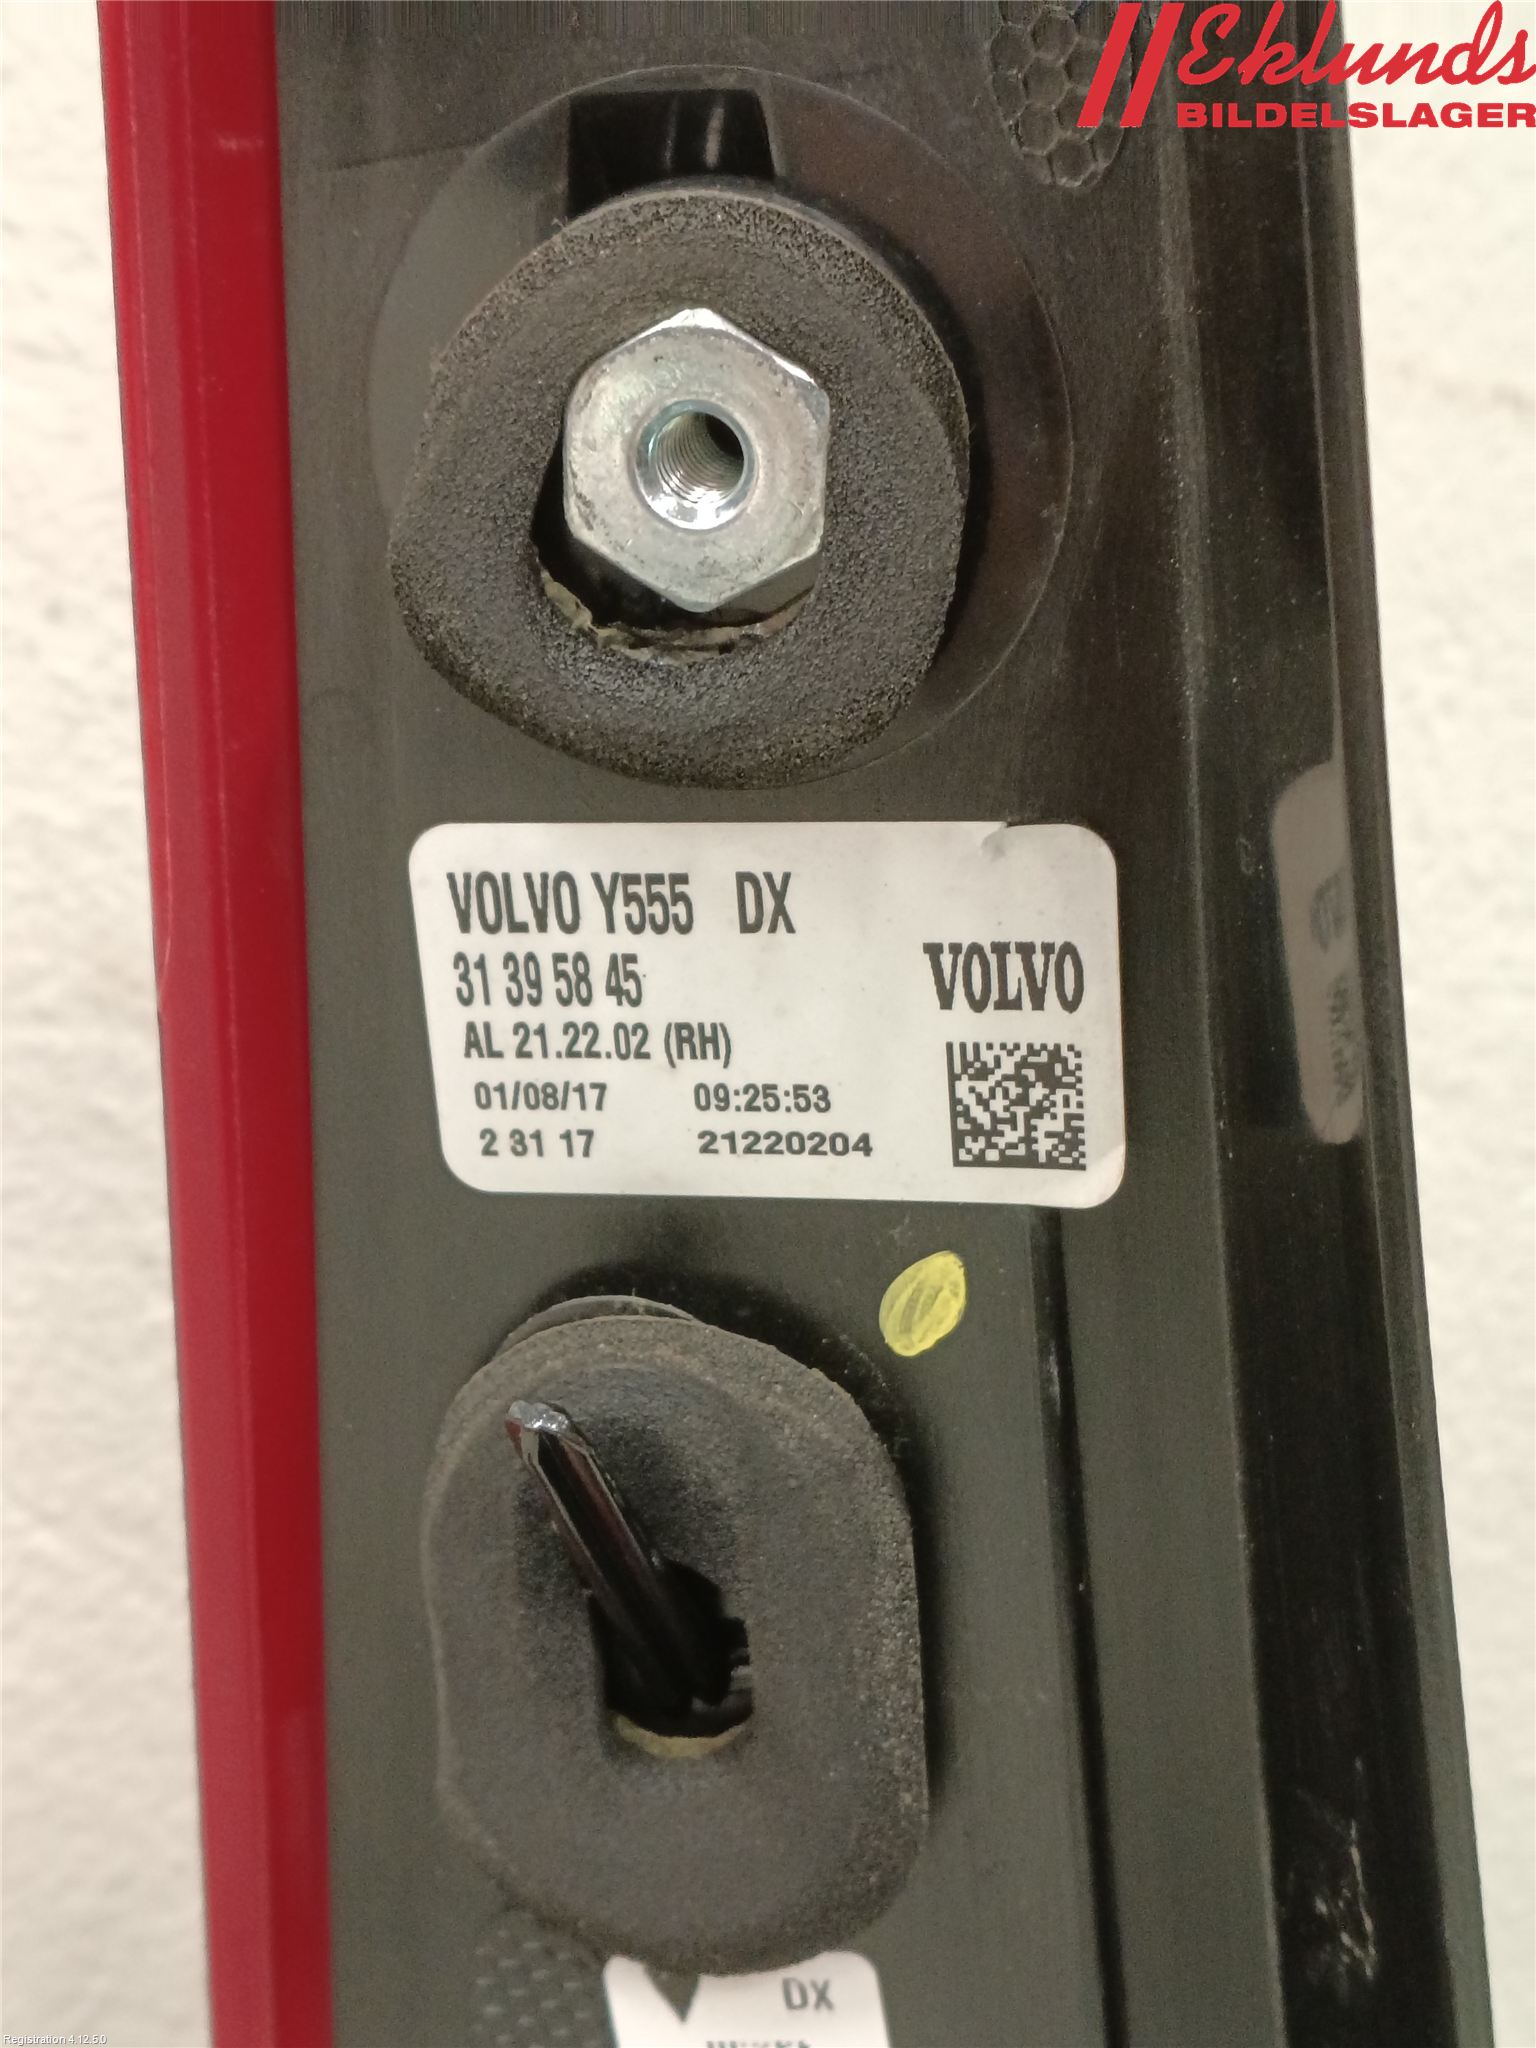 Eklunds
BILDELSLAGER
VOLVO Y555 DX
31 39 58 45
VOLVO
AL 21.22.02 (RH)
01/08/17 09:25:53
2 31 17 21220204
DX
Registration 4.12.5.0